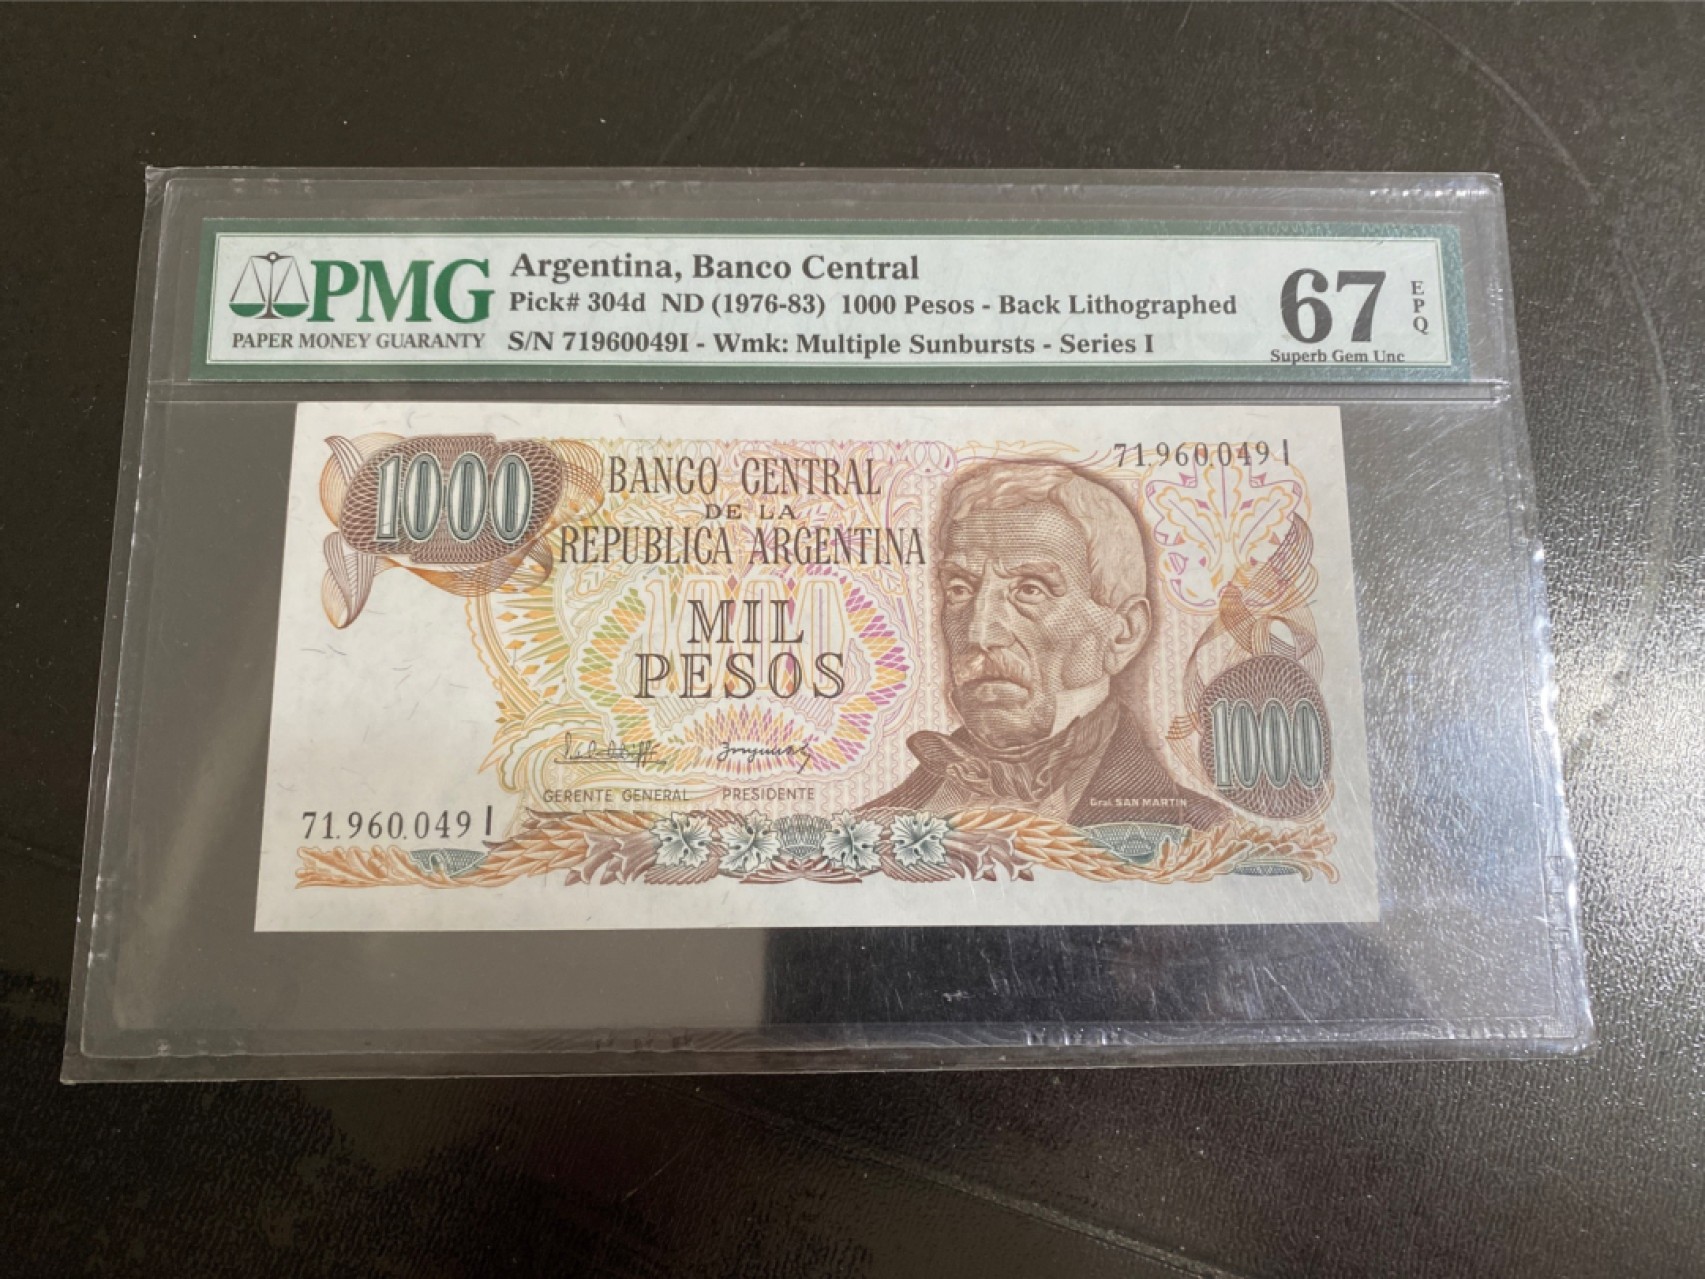 PMG
PAPER MONEY GUARANTY
Argentina, Banco Central
Pick# 304d ND (1976-83) 1000 Pesos - Back Lithographed
S/N 71960049I - Wmk: Multiple Sunbursts - Series I
67
EPQ
Superb Gem Unc
1000
BANCO CENTRAL
DE LA
REPUBLICA ARGENTINA
71.960.049 I
1000
MIL
PESOS
GERENTE GENERAL PRESIDENTE
Gral. SAN MARTIN
1000
71.960.049 I